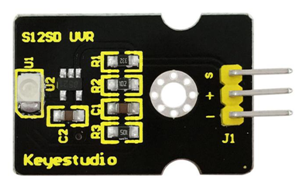 S12SD UVR
U1
U2
R1
R2
C1
R3
C2
S
+
-
J1
Keyestudio